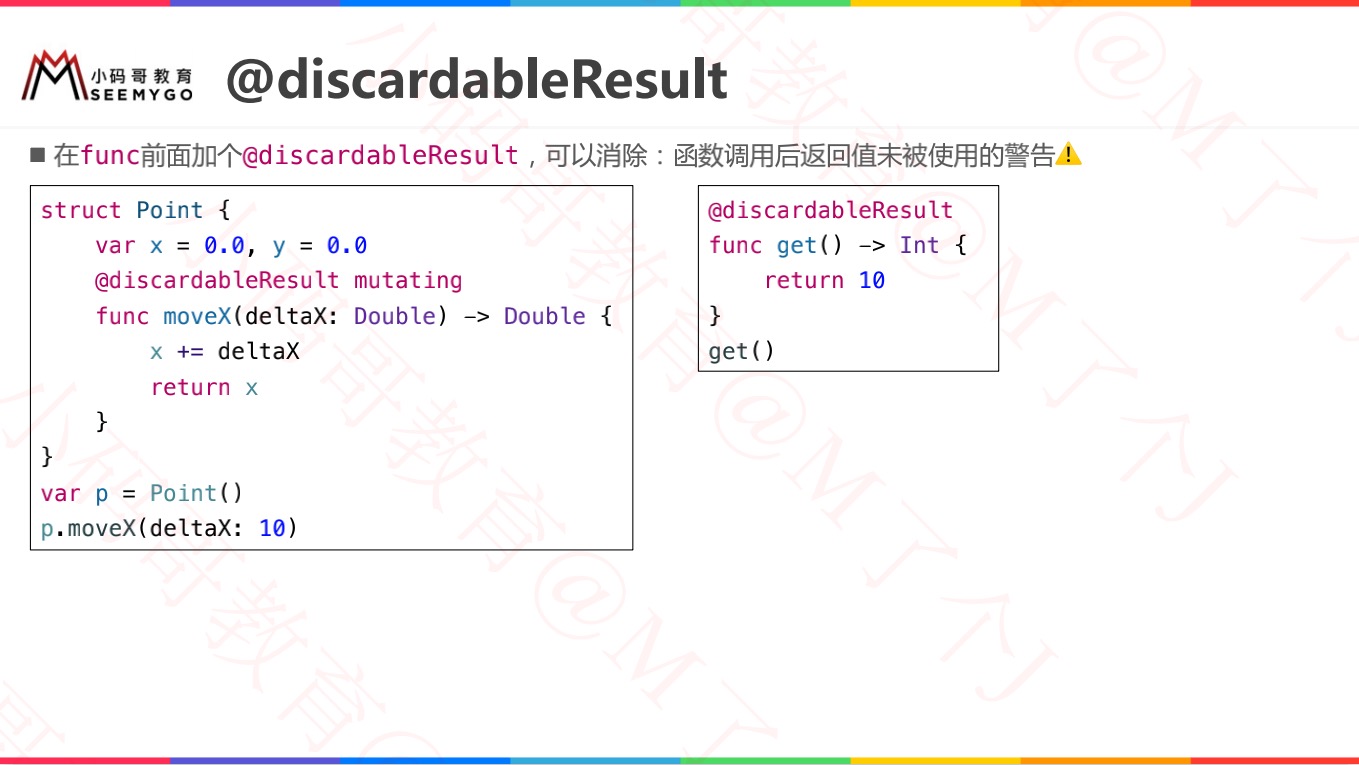 小码哥教育
SEEMYGO
@discardableResult
■ 在func前面加个@discardableResult，可以消除：函数调用后返回值未被使用的警告⚠️
struct Point {
    var x = 0.0, y = 0.0
    @discardableResult mutating
    func moveX(deltaX: Double) -> Double {
        x += deltaX
        return x
    }
}
var p = Point()
p.moveX(deltaX: 10)
@discardableResult
func get() -> Int {
    return 10
}
get()
小码哥教育@M了个J